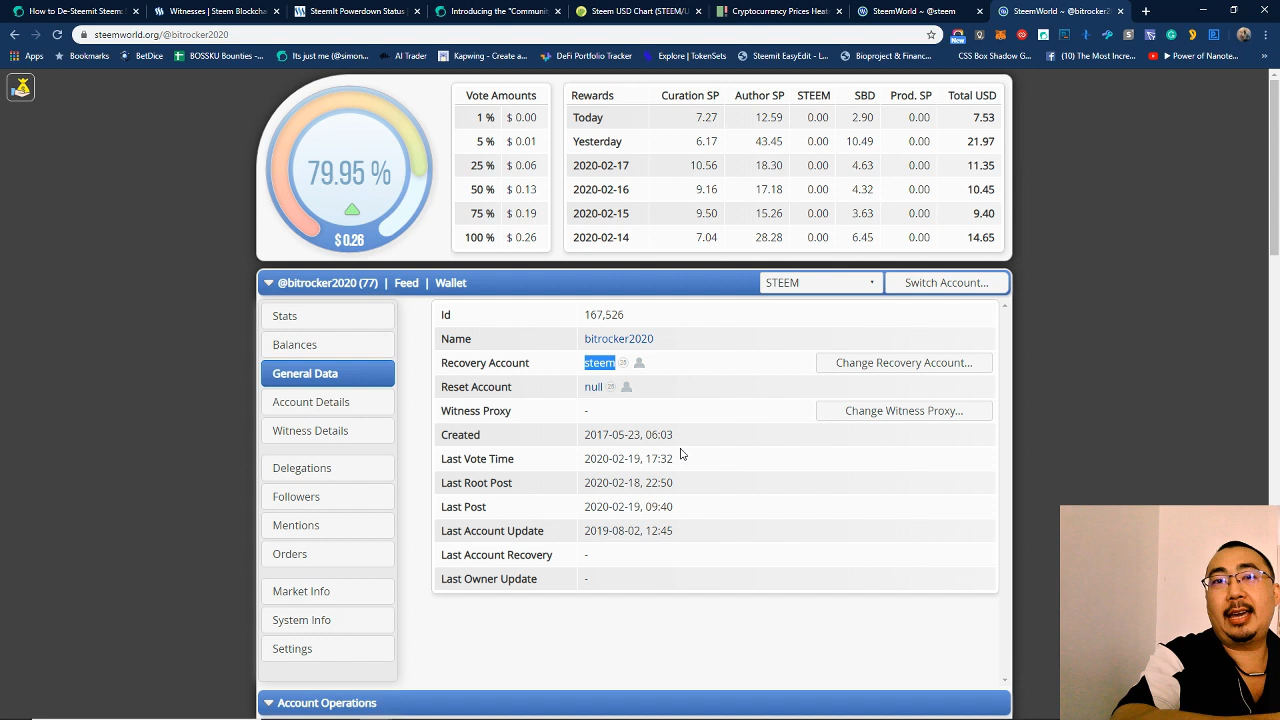 How to De-Steemit Steem
Witnesses | Steem Blockcha
SteemIt Powerdown Status
Introducing the "Commun
Steem USD Chart (STEEM/U
Cryptocurrency Prices Heat
SteemWorld ~ @steem
SteemWorld ~ @bitrocker2
steemworld.org/@bitrocker2020
Apps
Bookmarks
BetDice
BOSSKU Bounties -...
Its just me (@simon...
AI Trader
Kapwing - Create a...
DeFi Portfolio Tracker
Explore | TokenSets
Steemit EasyEdit - L...
Bioproject & Financ...
CSS Box Shadow G...
(10) The Most Incre...
► Power of Nanote...
79.95 %
$ 0.26
Vote Amounts
1 % $ 0.00
5 % $ 0.01
25 % $ 0.06
50 % $ 0.13
75 % $ 0.19
100 % $ 0.26
Rewards Curation SP Author SP STEEM SBD Prod. SP Total USD
Today 7.27 12.59 0.00 2.90 0.00 7.53
Yesterday 6.17 43.45 0.00 10.49 0.00 21.97
2020-02-17 10.56 18.30 0.00 4.63 0.00 11.35
2020-02-16 9.16 17.18 0.00 4.32 0.00 10.45
2020-02-15 9.50 15.26 0.00 3.63 0.00 9.40
2020-02-14 7.04 28.28 0.00 6.45 0.00 14.65
@bitrocker2020 (77) | Feed | Wallet
STEEM
Switch Account...
Stats
Balances
General Data
Account Details
Witness Details
Delegations
Followers
Mentions
Orders
Market Info
System Info
Settings
Id 167,526
Name bitrocker2020
Recovery Account steem Change Recovery Account...
Reset Account null
Witness Proxy - Change Witness Proxy...
Created 2017-05-23, 06:03
Last Vote Time 2020-02-19, 17:32
Last Root Post 2020-02-18, 22:50
Last Post 2020-02-19, 09:40
Last Account Update 2019-08-02, 12:45
Last Account Recovery -
Last Owner Update -
Account Operations